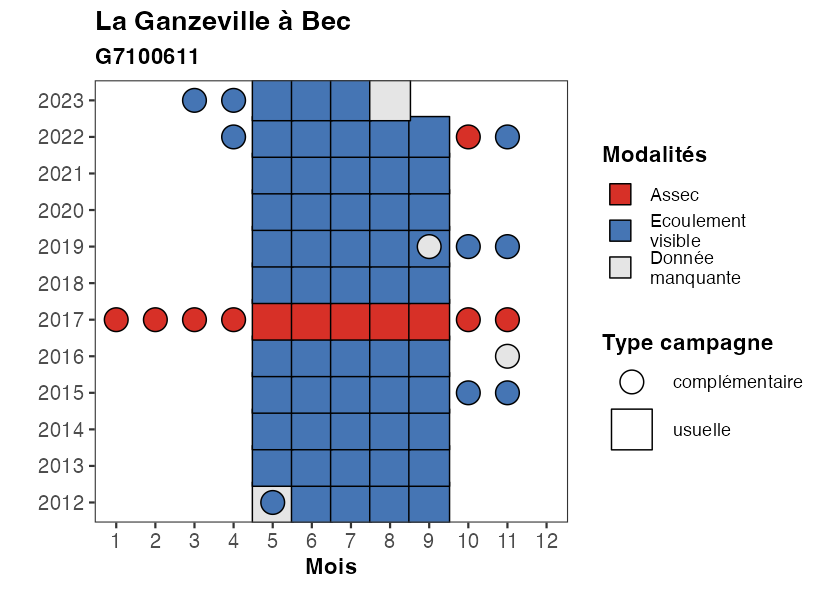 La Ganzeville à Bec
G7100611
2023
2022
2021
2020
2019
2018
2017
2016
2015
2014
2013
2012
1 2 3 4 5 6 7 8 9 10 11 12
Mois
Modalités
Assec
Ecoulement
visible
Donnée
manquante
Type campagne
complémentaire
usuelle